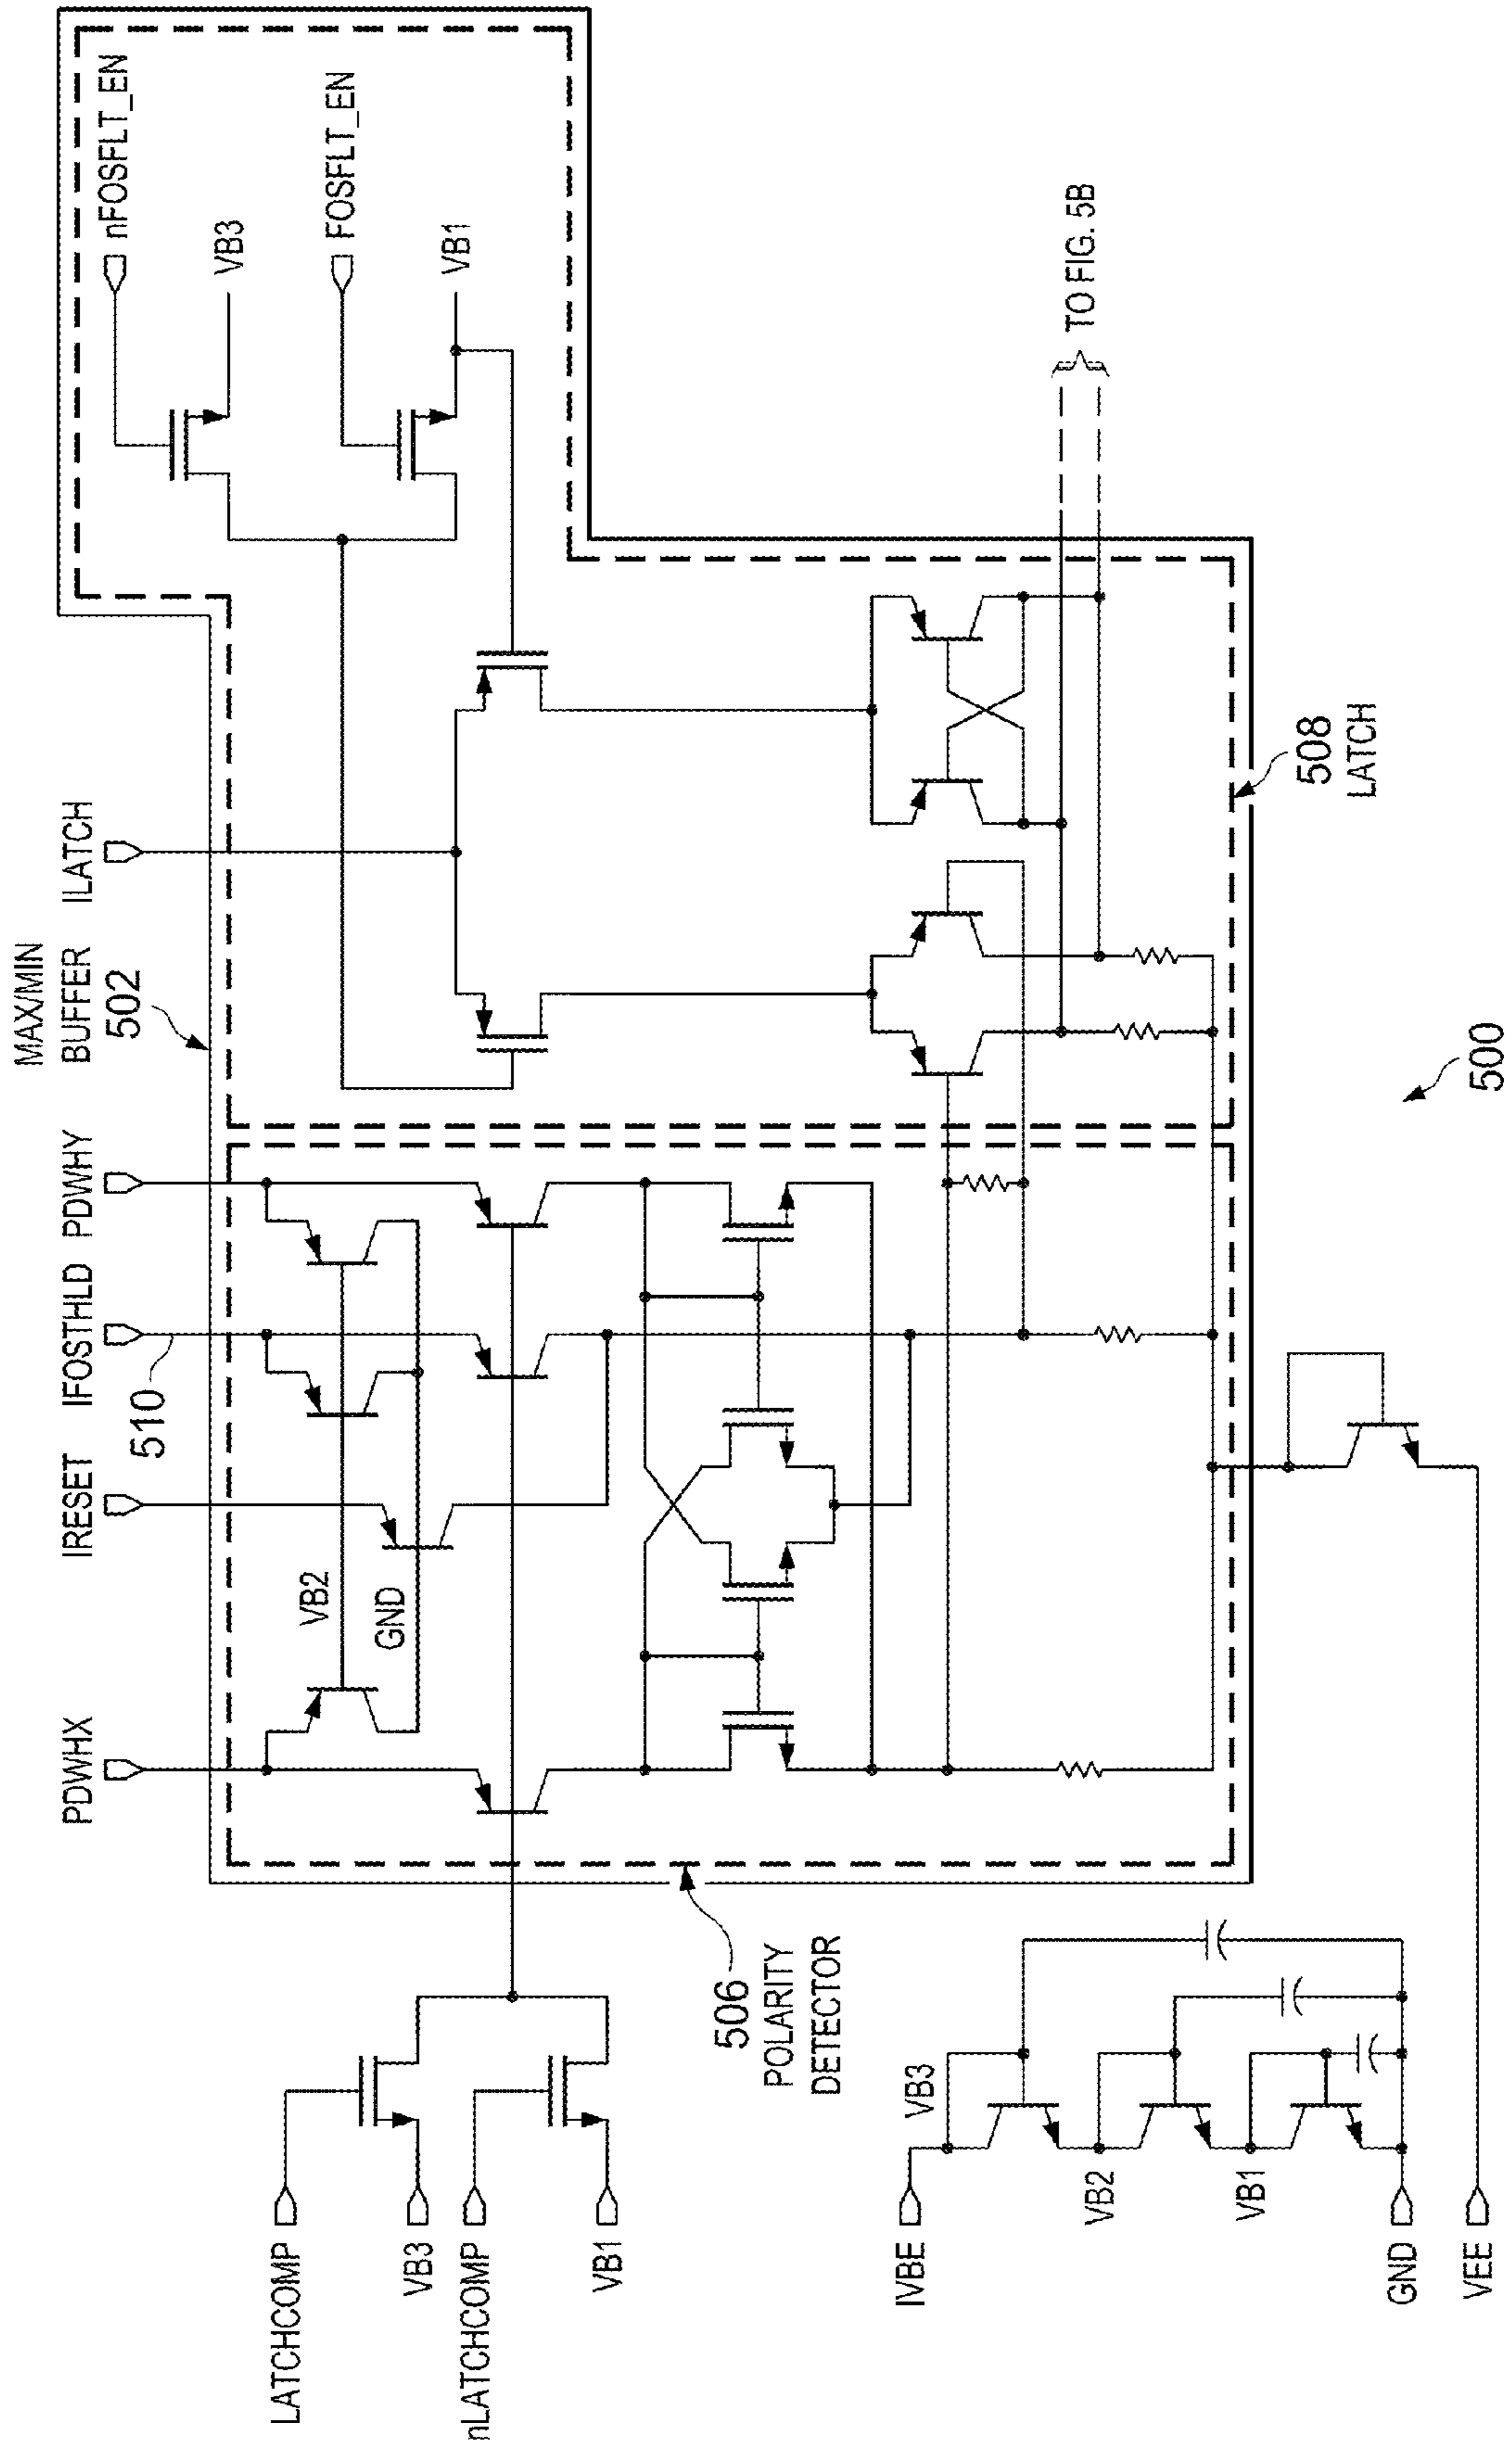 MAX/MIN
BUFFER
502
PDWHX
IRESET
IFOSTHLD
PDWHY
ILATCH
510
nFOSFLT_EN
VB3
FOSFLT_EN
VB1
VB2
GND
LATCHCOMP
VB3
nLATCHCOMP
VB1
506
POLARITY
DETECTOR
TO FIG. 5B
508
LATCH
IVBE
VB3
VB2
VB1
GND
VEE
500